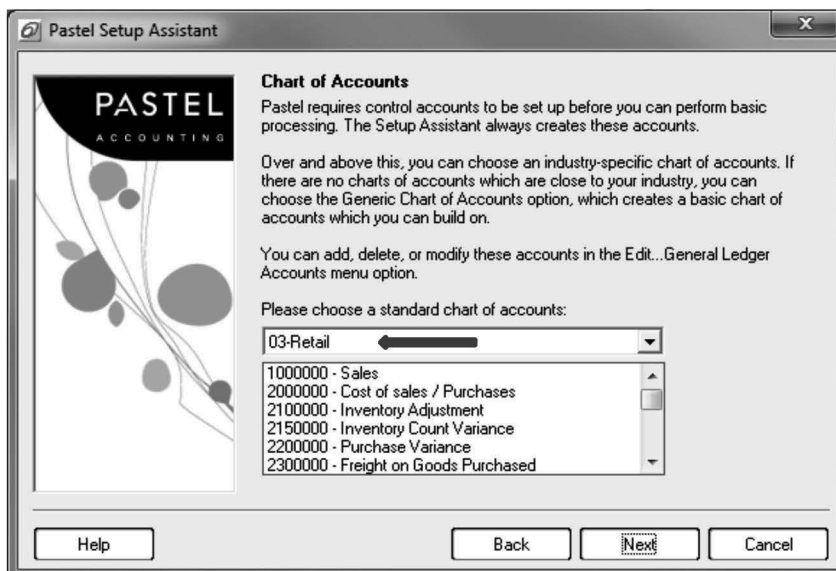 Pastel Setup Assistant
x
PASTEL
ACCOUNTING
Chart of Accounts
Pastel requires control accounts to be set up before you can perform basic
processing. The Setup Assistant always creates these accounts.
Over and above this, you can choose an industry-specific chart of accounts. If
there are no charts of accounts which are close to your industry, you can
choose the Generic Chart of Accounts option, which creates a basic chart of
accounts which you can build on.
You can add, delete, or modify these accounts in the Edit...General Ledger
Accounts menu option.
Please choose a standard chart of accounts:
03-Retail
1000000 - Sales
2000000 - Cost of sales / Purchases
2100000 - Inventory Adjustment
2150000 - Inventory Count Variance
2200000 - Purchase Variance
2300000 - Freight on Goods Purchased
Help
Back
Next
Cancel